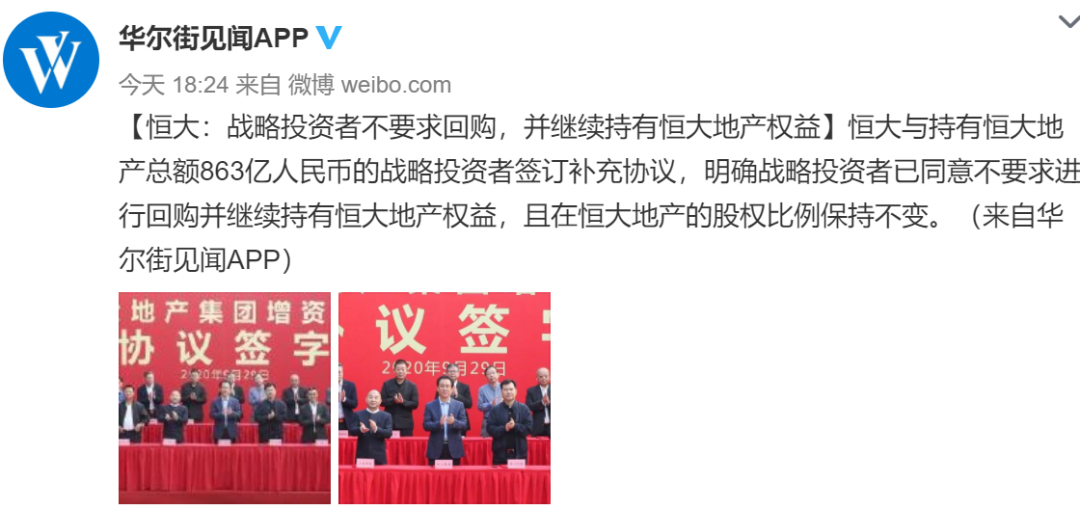 华尔街见闻APP
今天 18:24 来自 微博 weibo.com
【恒大：战略投资者不要求回购，并继续持有恒大地产权益】恒大与持有恒大地
产总额863亿人民币的战略投资者签订补充协议，明确战略投资者已同意不要求进
行回购并继续持有恒大地产权益，且在恒大地产的股权比例保持不变。（来自华
尔街见闻APP）
地产集团增资
协议签字
2020年9月29日
议签字
2020年9月29日